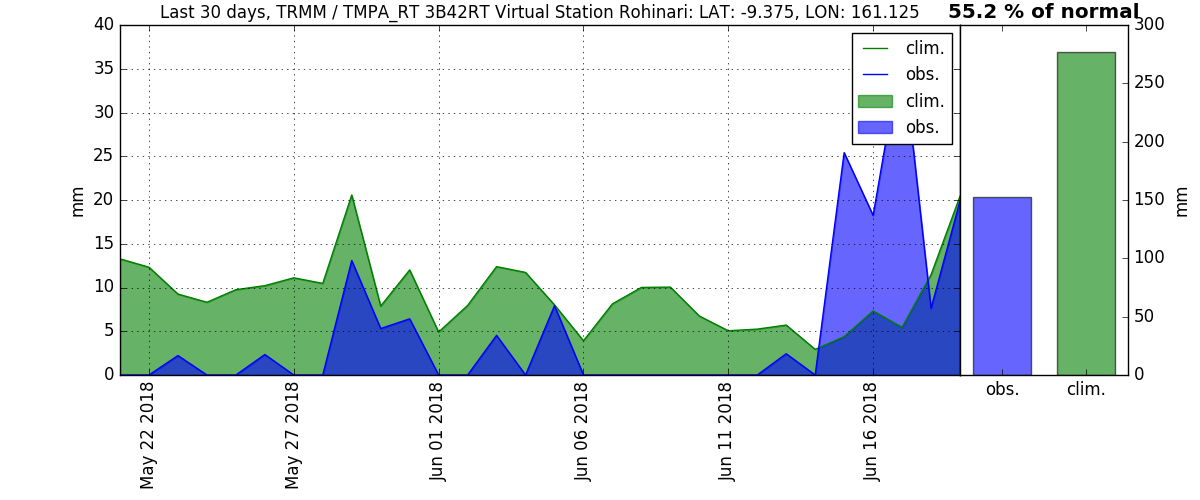 Last 30 days, TRMM / TMPA_RT 3B42RT Virtual Station Rohinari: LAT: -9.375, LON: 161.125
55.2 % of normal
40
35
30
25
20
15
10
5
0
mm
clim.
obs.
clim.
obs.
May 22 2018
May 27 2018
Jun 01 2018
Jun 06 2018
Jun 11 2018
Jun 16 2018
300
250
200
150
100
50
0
mm
obs.
clim.